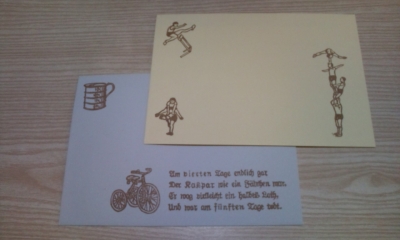 Am vierten Tage endlich gar
Der Kaspar wie ein Fädchen war.
Er wog vielleicht ein halbes Loth,
Und war am fünften Tage todt.